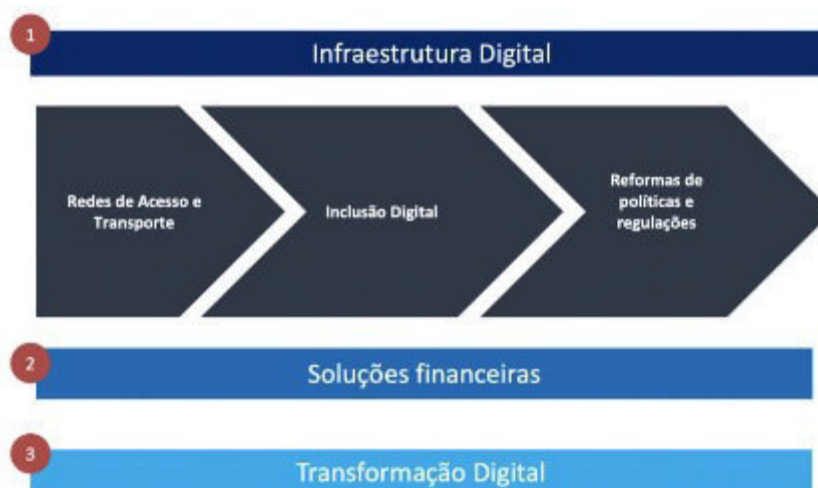 1
Infraestrutura Digital
Redes de Acesso e
Transporte
Inclusão Digital
Reformas de
políticas e
regulações
2
Soluções financeiras
3
Transformação Digital